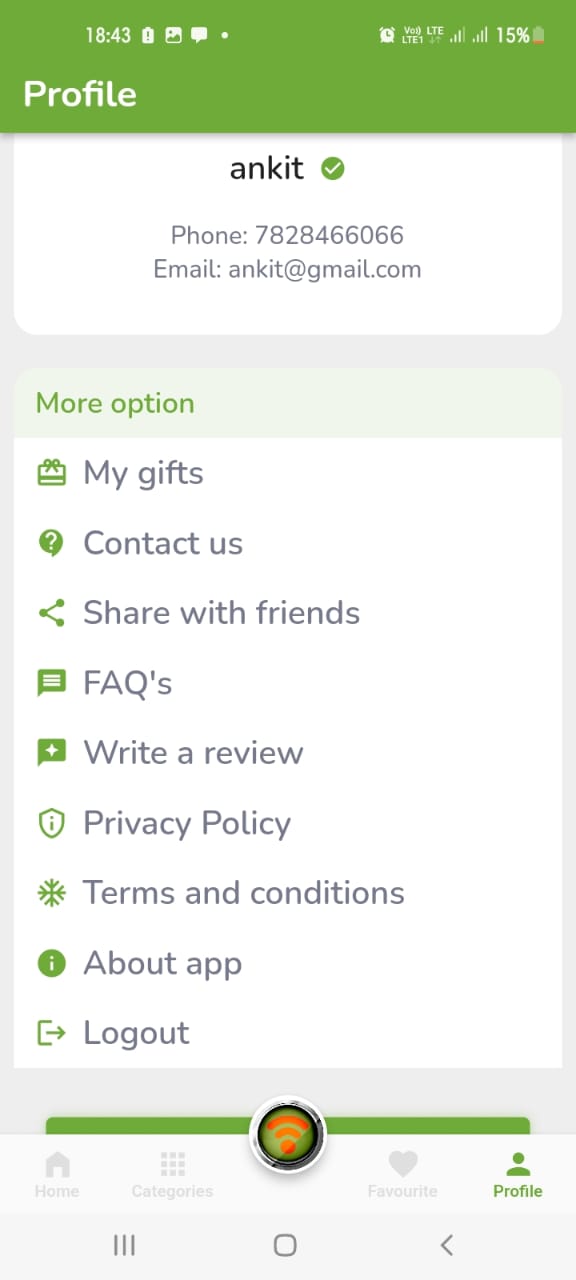 18:43
Vo)) LTE
LTE1
15%
Profile
ankit
Phone: 7828466066
Email: ankit@gmail.com
More option
My gifts
Contact us
Share with friends
FAQ's
Write a review
Privacy Policy
Terms and conditions
About app
Logout
Home
Categories
Favourite
Profile